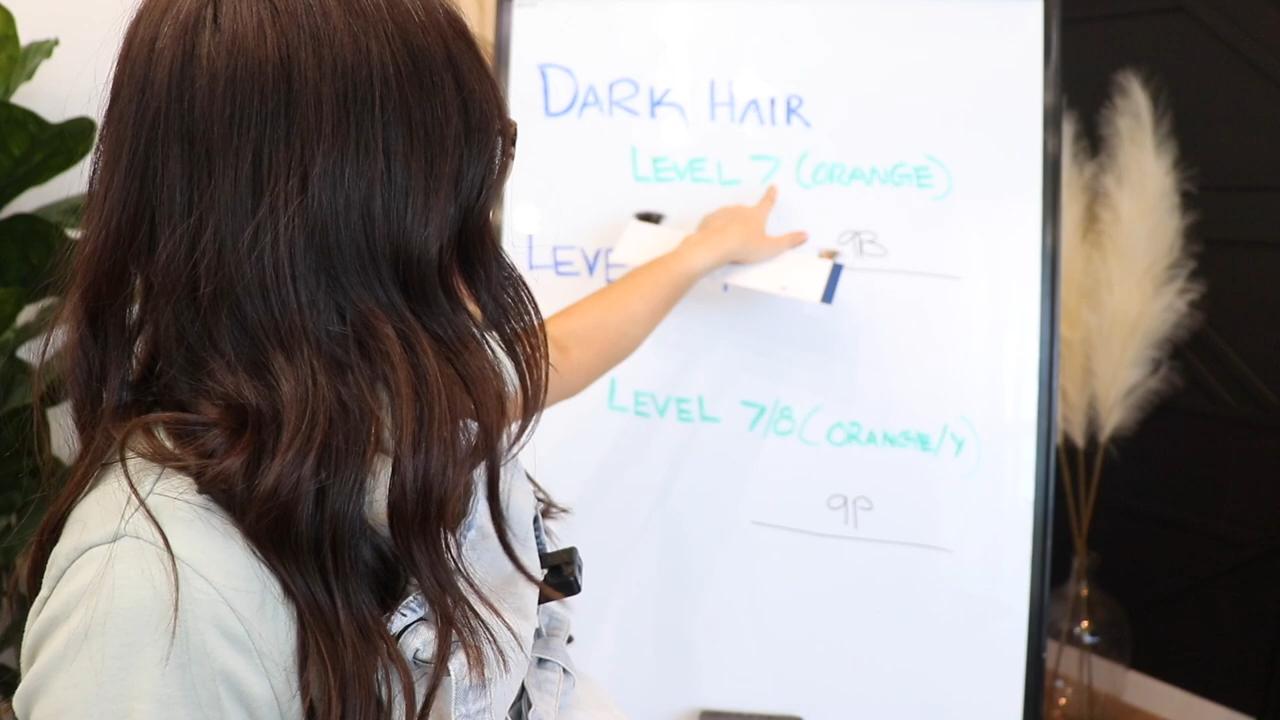 DARK HAIR
LEVEL 7 (ORANGE)
9B
LEVEL 7/8 (ORANGE/Y)
9P